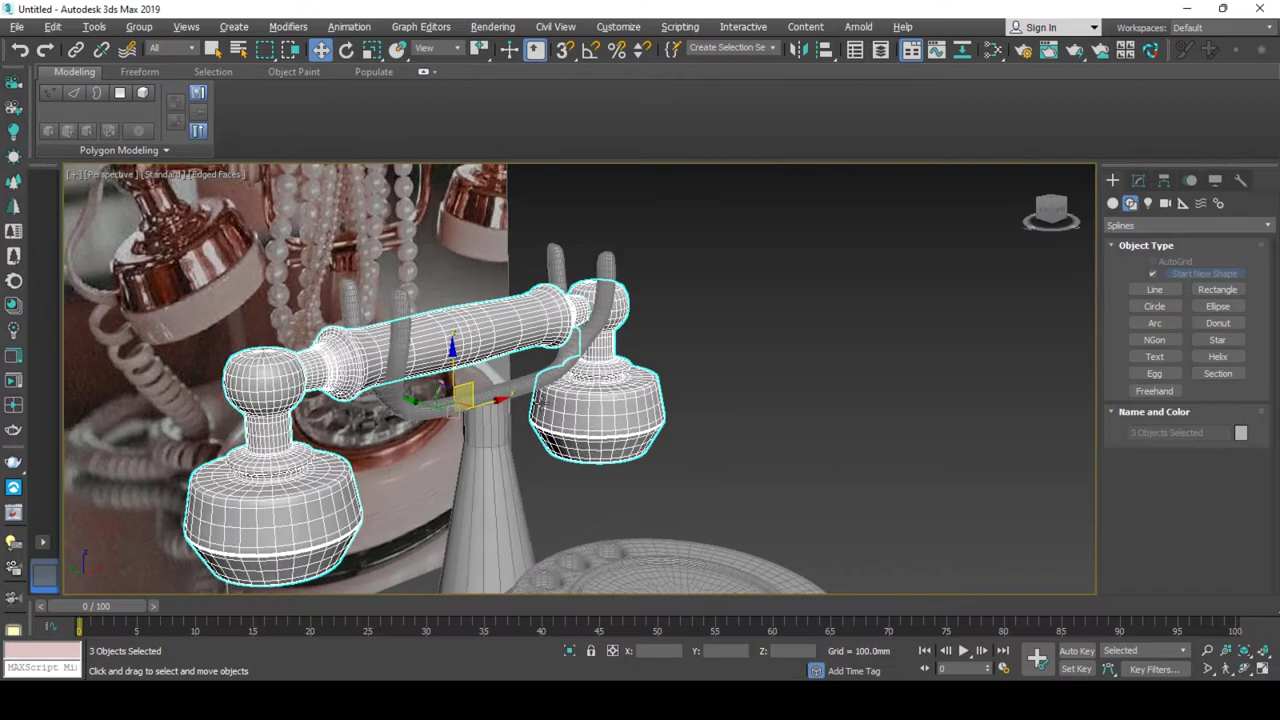 Untitled - Autodesk 3ds Max 2019
File Edit Tools Group Views Create Modifiers Animation Graph Editors Rendering Civil View Customize Scripting Interactive Content Arnold Help Sign In Workspaces: Default
All View Create Selection Se
Modeling Freeform Selection Object Paint Populate
Polygon Modeling
[+] [Perspective] [Standard] [Edged Faces]
Splines
Object Type
AutoGrid
Start New Shape
Line Rectangle
Circle Ellipse
Arc Donut
NGon Star
Text Helix
Egg Section
Freehand
Name and Color
3 Objects Selected
0 / 100
0 5 10 15 20 25 30 35 40 45 50 55 60 65 70 75 80 85 90 95 100
3 Objects Selected X: Y: Z: Grid = 100.0mm Auto Key Selected
MAXScript Mi Click and drag to select and move objects Add Time Tag 0 Set Key Key Filters...